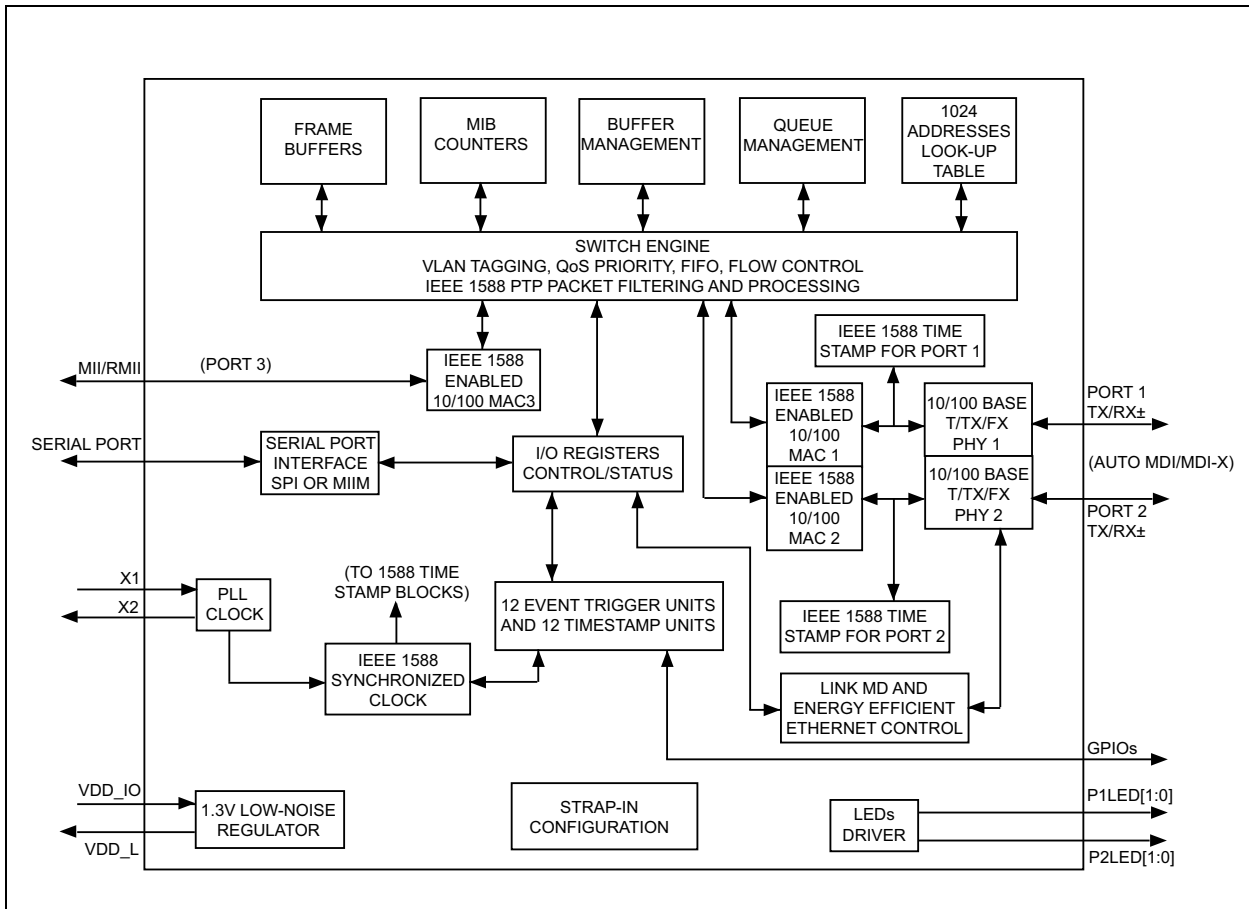 FRAME
BUFFERS
MIB
COUNTERS
BUFFER
MANAGEMENT
QUEUE
MANAGEMENT
1024
ADDRESSES
LOOK-UP
TABLE
SWITCH ENGINE
VLAN TAGGING, QoS PRIORITY, FIFO, FLOW CONTROL
IEEE 1588 PTP PACKET FILTERING AND PROCESSING
MII/RMII
(PORT 3)
IEEE 1588
ENABLED
10/100 MAC3
IEEE 1588 TIME
STAMP FOR PORT 1
IEEE 1588
ENABLED
10/100
MAC 1
10/100 BASE
T/TX/FX
PHY 1
PORT 1
TX/RX±
SERIAL PORT
SERIAL PORT
INTERFACE
SPI OR MIIM
I/O REGISTERS
CONTROL/STATUS
(AUTO MDI/MDI-X)
IEEE 1588
ENABLED
10/100
MAC 2
10/100 BASE
T/TX/FX
PHY 2
PORT 2
TX/RX±
X1
X2
PLL
CLOCK
(TO 1588 TIME
STAMP BLOCKS)
12 EVENT TRIGGER UNITS
AND 12 TIMESTAMP UNITS
IEEE 1588 TIME
STAMP FOR PORT 2
IEEE 1588
SYNCHRONIZED
CLOCK
LINK MD AND
ENERGY EFFICIENT
ETHERNET CONTROL
GPIOs
VDD_IO
VDD_L
1.3V LOW-NOISE
REGULATOR
STRAP-IN
CONFIGURATION
LEDs
DRIVER
P1LED[1:0]
P2LED[1:0]